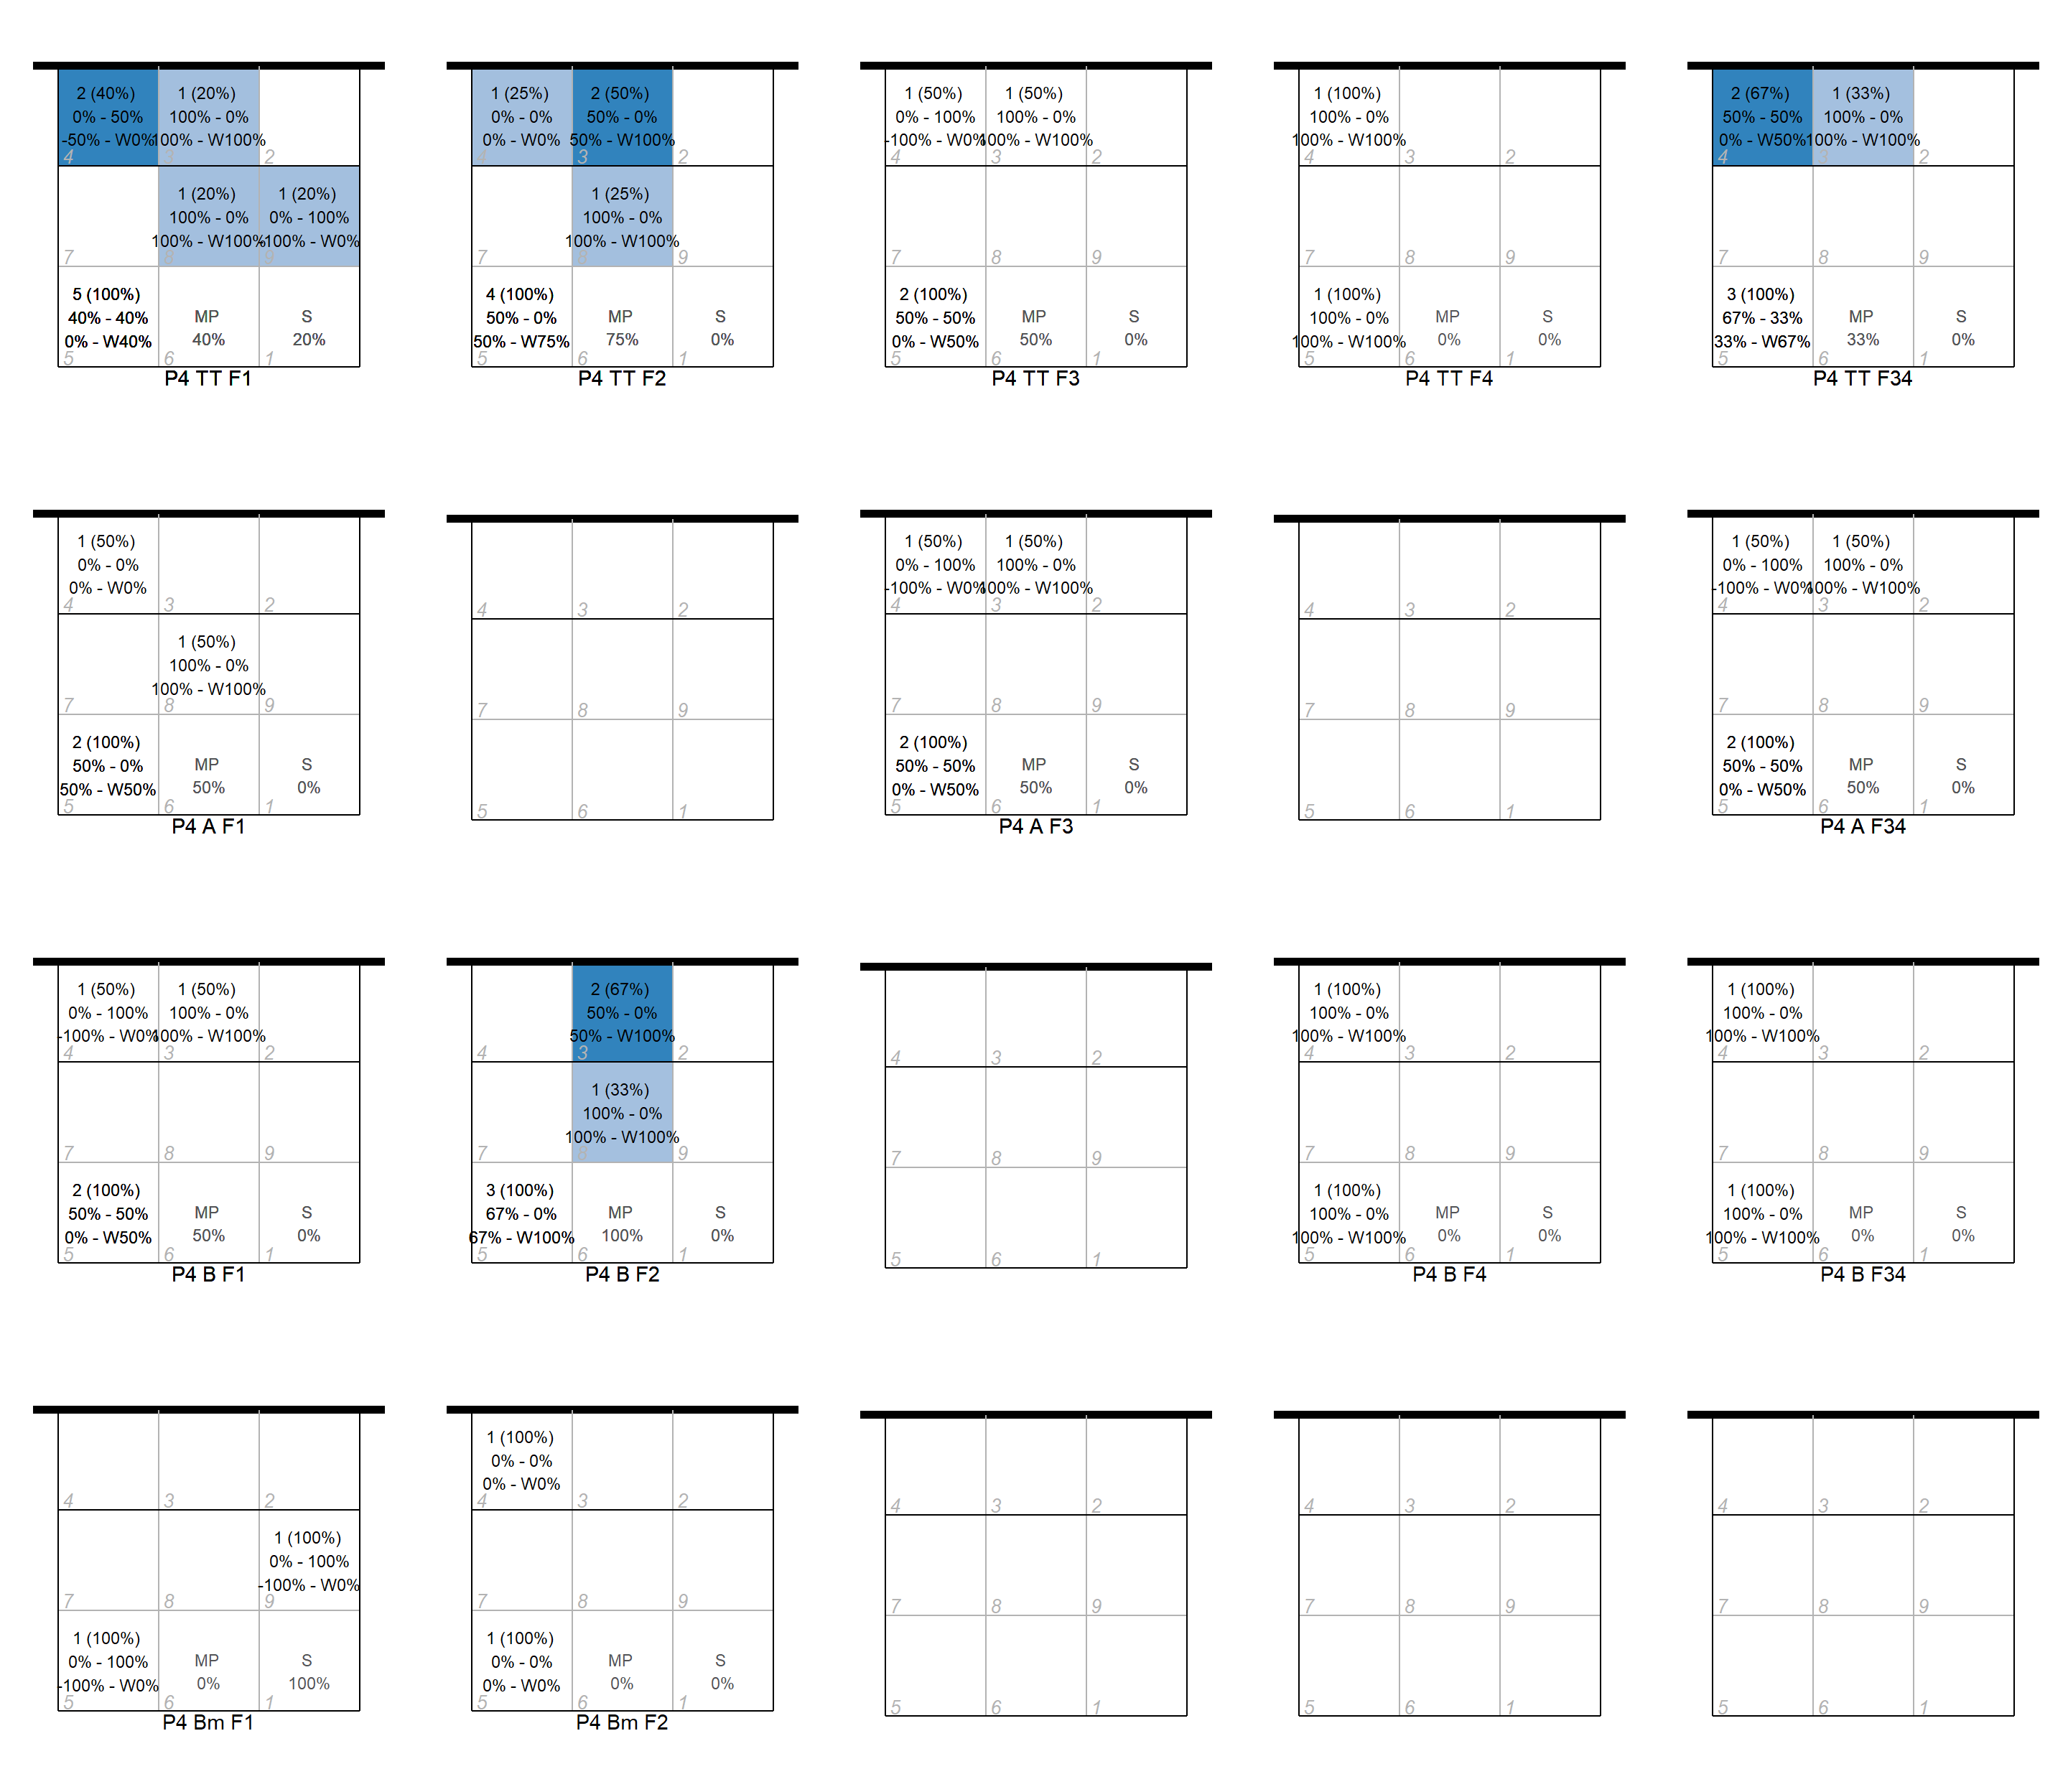 2 (40%)
0% - 50%
-50% - W0%
4
1 (20%)
100% - 0%
100% - W100%
3
2
7
1 (20%)
100% - 0%
100% - W100%
8
1 (20%)
0% - 100%
-100% - W0%
9
5 (100%)
40% - 40%
0% - W40%
5
MP
40%
6
S
20%
1
P4 TT F1
1 (25%)
0% - 0%
0% - W0%
4
2 (50%)
50% - 0%
50% - W100%
3
2
7
1 (25%)
100% - 0%
100% - W100%
8
9
4 (100%)
50% - 0%
50% - W75%
5
MP
75%
6
S
0%
1
P4 TT F2
1 (50%)
0% - 100%
-100% - W0%
4
1 (50%)
100% - 0%
100% - W100%
3
2
7
8
9
2 (100%)
50% - 50%
0% - W50%
5
MP
50%
6
S
0%
1
P4 TT F3
1 (100%)
100% - 0%
100% - W100%
4
3
2
7
8
9
1 (100%)
100% - 0%
100% - W100%
5
MP
0%
6
S
0%
1
P4 TT F4
2 (67%)
50% - 50%
0% - W50%
4
1 (33%)
100% - 0%
100% - W100%
3
2
7
8
9
3 (100%)
67% - 33%
33% - W67%
5
MP
33%
6
S
0%
1
P4 TT F34
1 (50%)
0% - 0%
0% - W0%
4
3
2
7
1 (50%)
100% - 0%
100% - W100%
8
9
2 (100%)
50% - 0%
50% - W50%
5
MP
50%
6
S
0%
1
P4 A F1
4
3
2
7
8
9
5
6
1
1 (50%)
0% - 100%
-100% - W0%
4
1 (50%)
100% - 0%
100% - W100%
3
2
7
8
9
2 (100%)
50% - 50%
0% - W50%
5
MP
50%
6
S
0%
1
P4 A F3
4
3
2
7
8
9
5
6
1
1 (50%)
0% - 100%
-100% - W0%
4
1 (50%)
100% - 0%
100% - W100%
3
2
7
8
9
2 (100%)
50% - 50%
0% - W50%
5
MP
50%
6
S
0%
1
P4 A F34
1 (50%)
0% - 100%
-100% - W0%
4
1 (50%)
100% - 0%
100% - W100%
3
2
7
8
9
2 (100%)
50% - 50%
0% - W50%
5
MP
50%
6
S
0%
1
P4 B F1
4
2 (67%)
50% - 0%
50% - W100%
3
2
7
1 (33%)
100% - 0%
100% - W100%
8
9
3 (100%)
67% - 0%
67% - W100%
5
MP
100%
6
S
0%
1
P4 B F2
4
3
2
7
8
9
5
6
1
1 (100%)
100% - 0%
100% - W100%
4
3
2
7
8
9
1 (100%)
100% - 0%
100% - W100%
5
MP
0%
6
S
0%
1
P4 B F4
1 (100%)
100% - 0%
100% - W100%
4
3
2
7
8
9
1 (100%)
100% - 0%
100% - W100%
5
MP
0%
6
S
0%
1
P4 B F34
4
3
2
7
8
1 (100%)
0% - 100%
-100% - W0%
9
1 (100%)
0% - 100%
-100% - W0%
5
MP
0%
6
S
100%
1
P4 Bm F1
1 (100%)
0% - 0%
0% - W0%
4
3
2
7
8
9
1 (100%)
0% - 0%
0% - W0%
5
MP
0%
6
S
0%
1
P4 Bm F2
4
3
2
7
8
9
5
6
1
4
3
2
7
8
9
5
6
1
4
3
2
7
8
9
5
6
1